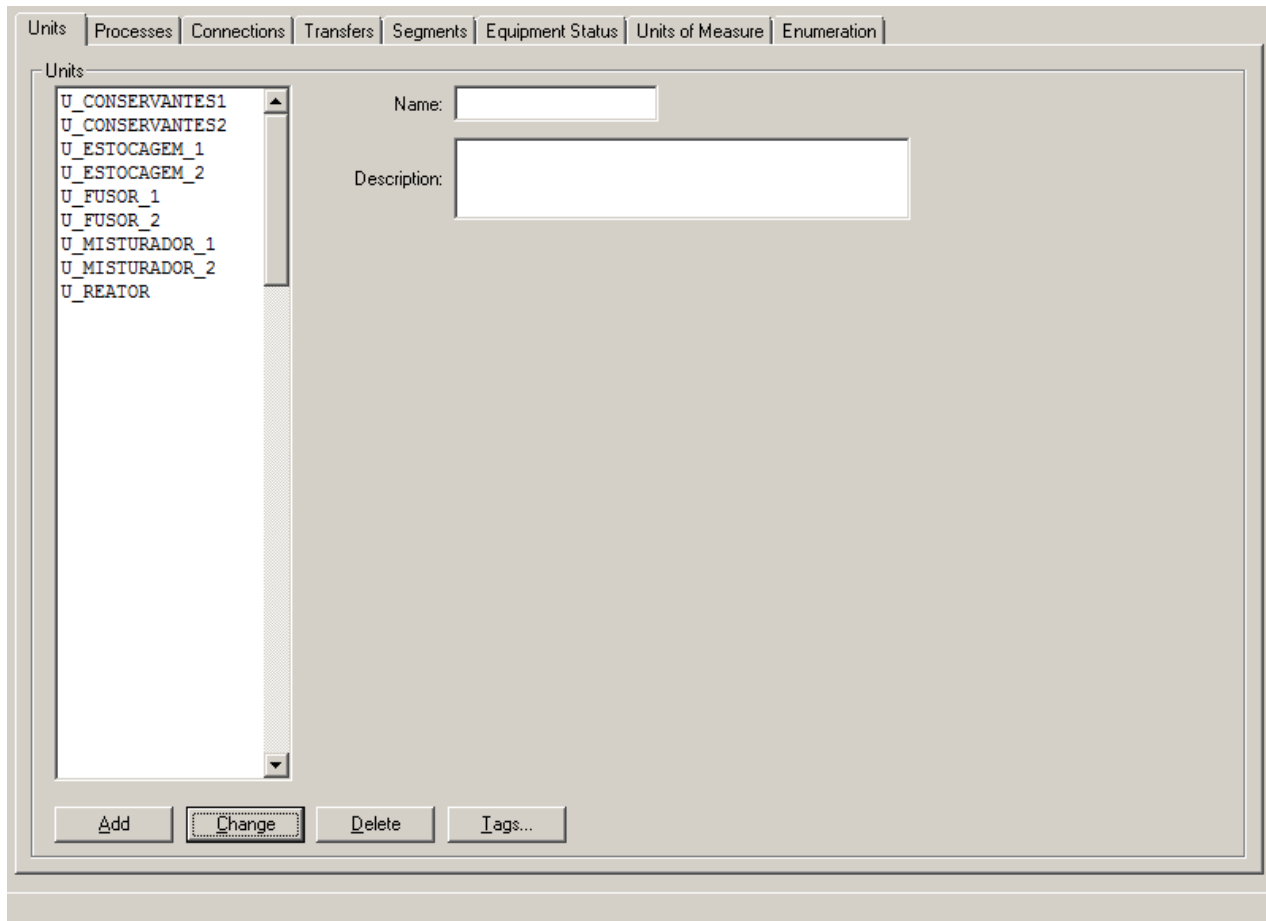 Units Processes Connections Transfers Segments Equipment Status Units of Measure Enumeration
Units
U_CONSERVANTES1
U_CONSERVANTES2
U_ESTOCAGEM_1
U_ESTOCAGEM_2
U_FUSOR_1
U_FUSOR_2
U_MISTURADOR_1
U_MISTURADOR_2
U_REATOR
Name:
Description:
Add Change Delete Tags...